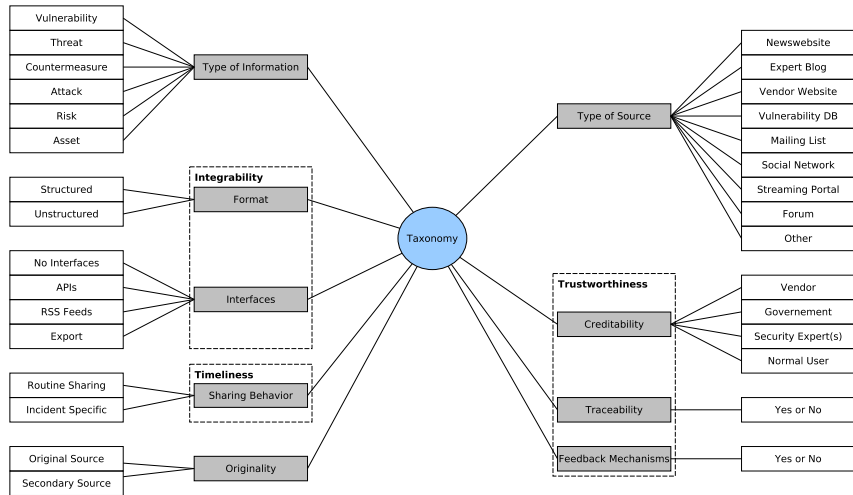 Vulnerability
Threat
Countermeasure
Attack
Risk
Asset
Type of Information
Integrability
Structured
Unstructured
Format
No Interfaces
APIs
RSS Feeds
Export
Interfaces
Timeliness
Routine Sharing
Incident Specific
Sharing Behavior
Original Source
Secondary Source
Originality
Taxonomy
Type of Source
Newswebsite
Expert Blog
Vendor Website
Vulnerability DB
Mailing List
Social Network
Streaming Portal
Forum
Other
Trustworthiness
Creditability
Vendor
Governement
Security Expert(s)
Normal User
Traceability
Yes or No
Feedback Mechanisms
Yes or No